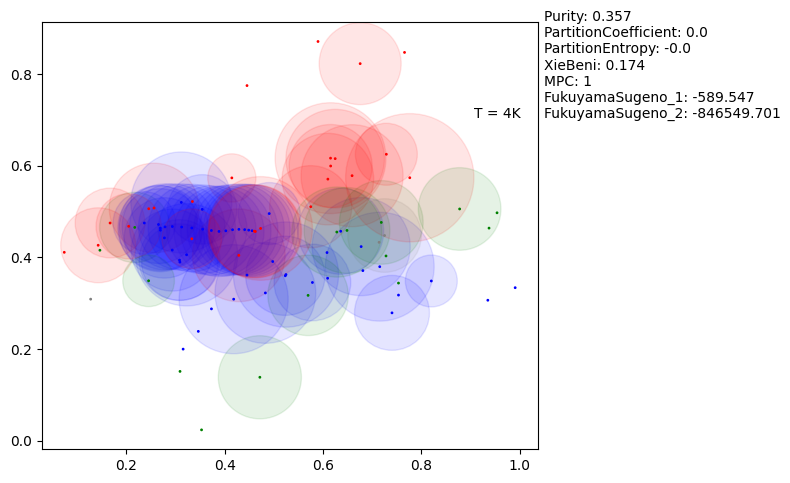 Purity: 0.357
PartitionCoefficient: 0.0
PartitionEntropy: -0.0
XieBeni: 0.174
MPC: 1
FukuyamaSugeno_1: -589.547
FukuyamaSugeno_2: -846549.701
T = 4K
0.8
0.6
0.4
0.2
0.0
0.2 0.4 0.6 0.8 1.0